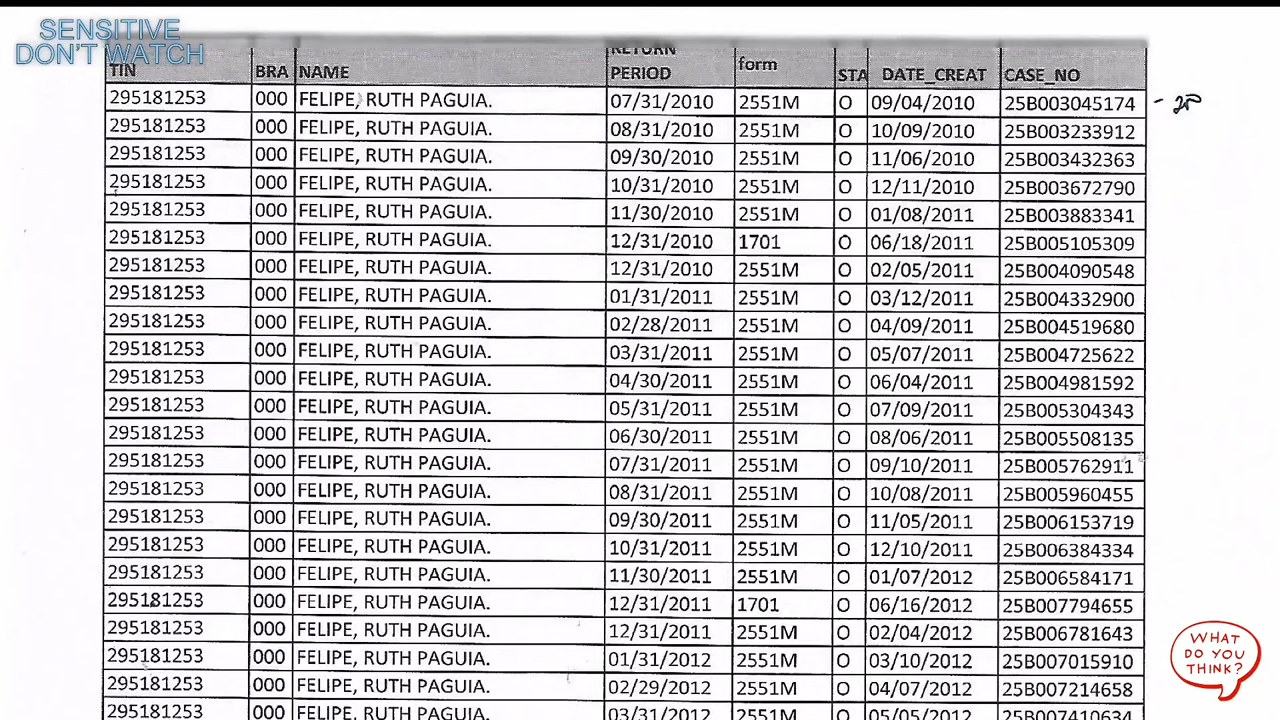 SENSITIVE
DON'T WATCH
TIN BRA NAME RETURN PERIOD form STA DATE_CREAT CASE_NO
295181253 000 FELIPE, RUTH PAGUIA. 07/31/2010 2551M O 09/04/2010 25B003045174
295181253 000 FELIPE, RUTH PAGUIA. 08/31/2010 2551M O 10/09/2010 25B003233912
295181253 000 FELIPE, RUTH PAGUIA. 09/30/2010 2551M O 11/06/2010 25B003432363
295181253 000 FELIPE, RUTH PAGUIA. 10/31/2010 2551M O 12/11/2010 25B003672790
295181253 000 FELIPE, RUTH PAGUIA. 11/30/2010 2551M O 01/08/2011 25B003883341
295181253 000 FELIPE, RUTH PAGUIA. 12/31/2010 1701 O 06/18/2011 25B005105309
295181253 000 FELIPE, RUTH PAGUIA. 12/31/2010 2551M O 02/05/2011 25B004090548
295181253 000 FELIPE, RUTH PAGUIA. 01/31/2011 2551M O 03/12/2011 25B004332900
295181253 000 FELIPE, RUTH PAGUIA. 02/28/2011 2551M O 04/09/2011 25B004519680
295181253 000 FELIPE, RUTH PAGUIA. 03/31/2011 2551M O 05/07/2011 25B004725622
295181253 000 FELIPE, RUTH PAGUIA. 04/30/2011 2551M O 06/04/2011 25B004981592
295181253 000 FELIPE, RUTH PAGUIA. 05/31/2011 2551M O 07/09/2011 25B005304343
295181253 000 FELIPE, RUTH PAGUIA. 06/30/2011 2551M O 08/06/2011 25B005508135
295181253 000 FELIPE, RUTH PAGUIA. 07/31/2011 2551M O 09/10/2011 25B005762911
295181253 000 FELIPE, RUTH PAGUIA. 08/31/2011 2551M O 10/08/2011 25B005960455
295181253 000 FELIPE, RUTH PAGUIA. 09/30/2011 2551M O 11/05/2011 25B006153719
295181253 000 FELIPE, RUTH PAGUIA. 10/31/2011 2551M O 12/10/2011 25B006384334
295181253 000 FELIPE, RUTH PAGUIA. 11/30/2011 2551M O 01/07/2012 25B006584171
295181253 000 FELIPE, RUTH PAGUIA. 12/31/2011 1701 O 06/16/2012 25B007794655
295181253 000 FELIPE, RUTH PAGUIA. 12/31/2011 2551M O 02/04/2012 25B006781643
295181253 000 FELIPE, RUTH PAGUIA. 01/31/2012 2551M O 03/10/2012 25B007015910
295181253 000 FELIPE, RUTH PAGUIA. 02/29/2012 2551M O 04/07/2012 25B007214658
295181253 000 FELIPE, RUTH PAGUIA. 03/31/2012 2551M O 05/05/2012 25B007410634
WHAT
DO YOU
THINK?